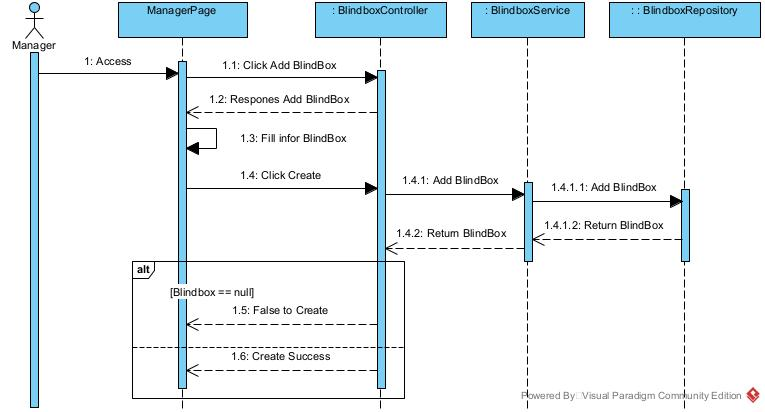 ManagerPage
: BlindboxController
: BlindboxService
: : BlindboxRepository
Manager
1: Access
1.1: Click Add BlindBox
1.2: Respones Add BlindBox
1.3: Fill infor BlindBox
1.4: Click Create
1.4.1: Add BlindBox
1.4.1.1: Add BlindBox
1.4.1.2: Return BlindBox
1.4.2: Return BlindBox
alt
[Blindbox == null]
1.5: False to Create
1.6: Create Success
Powered By Visual Paradigm Community Edition